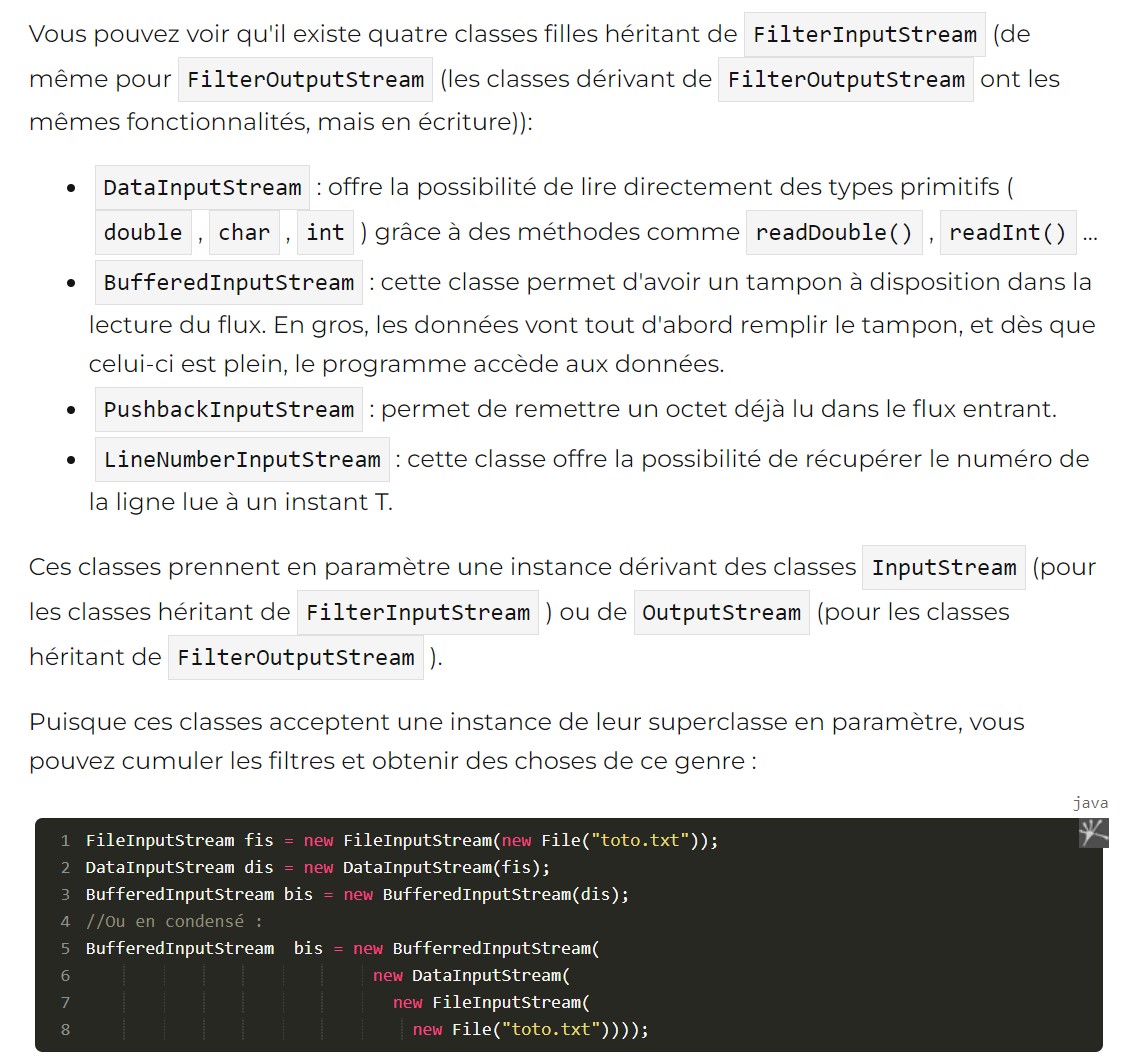 Vous pouvez voir qu'il existe quatre classes filles héritant de FilterInputStream (de
même pour FilterOutputStream (les classes dérivant de FilterOutputStream ont les
mêmes fonctionnalités, mais en écriture)):
• DataInputStream : offre la possibilité de lire directement des types primitifs (
double , char , int ) grâce à des méthodes comme readDouble() , readInt() ...
• BufferedInputStream : cette classe permet d'avoir un tampon à disposition dans la
lecture du flux. En gros, les données vont tout d'abord remplir le tampon, et dès que
celui-ci est plein, le programme accède aux données.
• PushbackInputStream : permet de remettre un octet déjà lu dans le flux entrant.
• LineNumberInputStream : cette classe offre la possibilité de récupérer le numéro de
la ligne lue à un instant T.
Ces classes prennent en paramètre une instance dérivant des classes InputStream (pour
les classes héritant de FilterInputStream ) ou de OutputStream (pour les classes
héritant de FilterOutputStream ).
Puisque ces classes acceptent une instance de leur superclasse en paramètre, vous
pouvez cumuler les filtres et obtenir des choses de ce genre :
java
1 FileInputStream fis = new FileInputStream(new File("toto.txt"));
2 DataInputStream dis = new DataInputStream(fis);
3 BufferedInputStream bis = new BufferedInputStream(dis);
4 //Ou en condensé :
5 BufferedInputStream  bis = new BufferredInputStream(
6 new DataInputStream(
7 new FileInputStream(
8 new File("toto.txt"))));